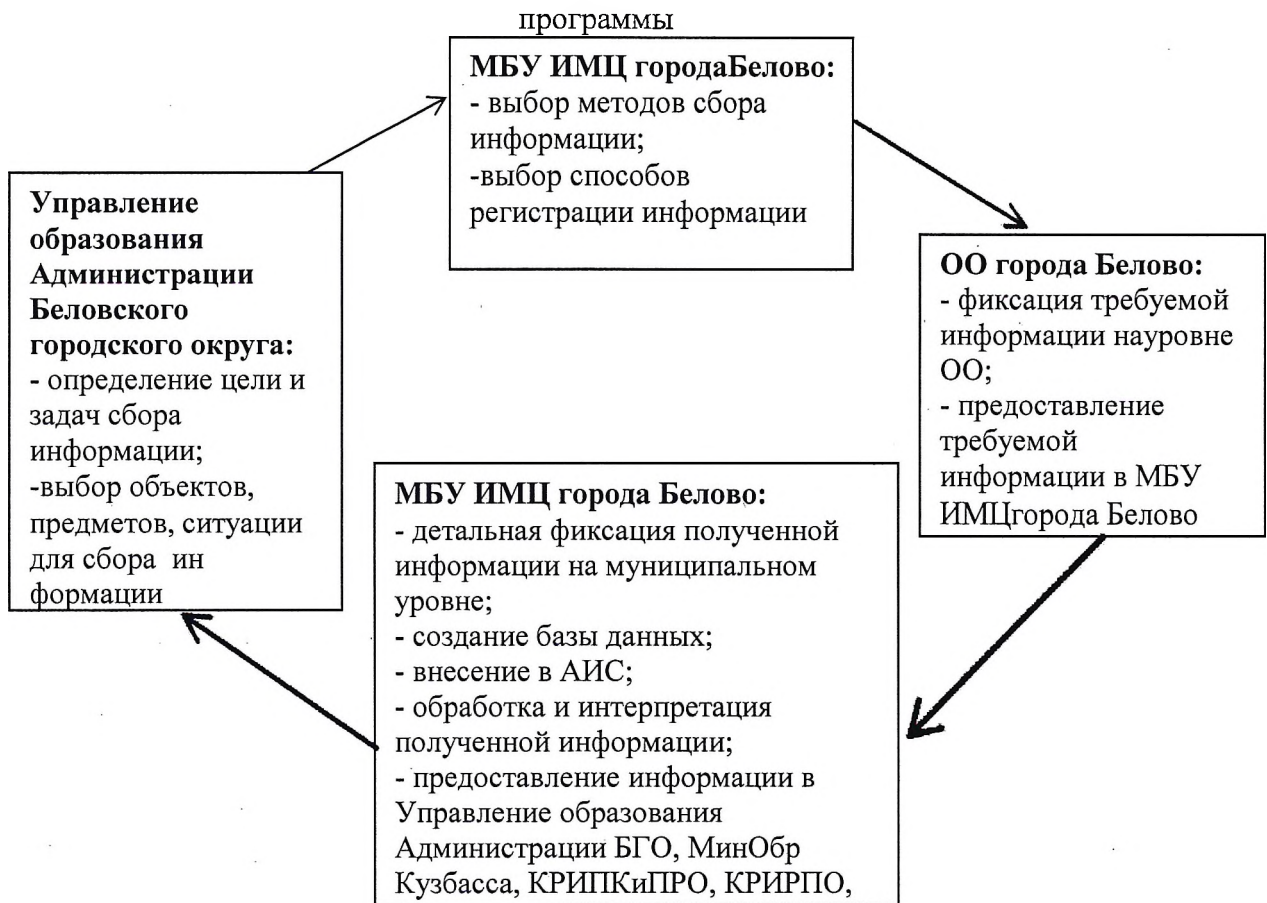 программы
МБУ ИМЦ городаБелово:
- выбор методов сбора
информации;
-выбор способов
регистрации информации
Управление
образования
Администрации
Беловского
городского округа:
- определение цели и
задач сбора
информации;
-выбор объектов,
предметов, ситуации
для сбора ин
формации
ОО города Белово:
- фиксация требуемой
информации науровне
ОО;
- предоставление
требуемой
информации в МБУ
ИМЦгорода Белово
МБУ ИМЦ города Белово:
- детальная фиксация полученной
информации на муниципальном
уровне;
- создание базы данных;
- внесение в АИС;
- обработка и интерпретация
полученной информации;
- предоставление информации в
Управление образования
Администрации БГО, МинОбр
Кузбасса, КРИПКиПРО, КРИРПО,